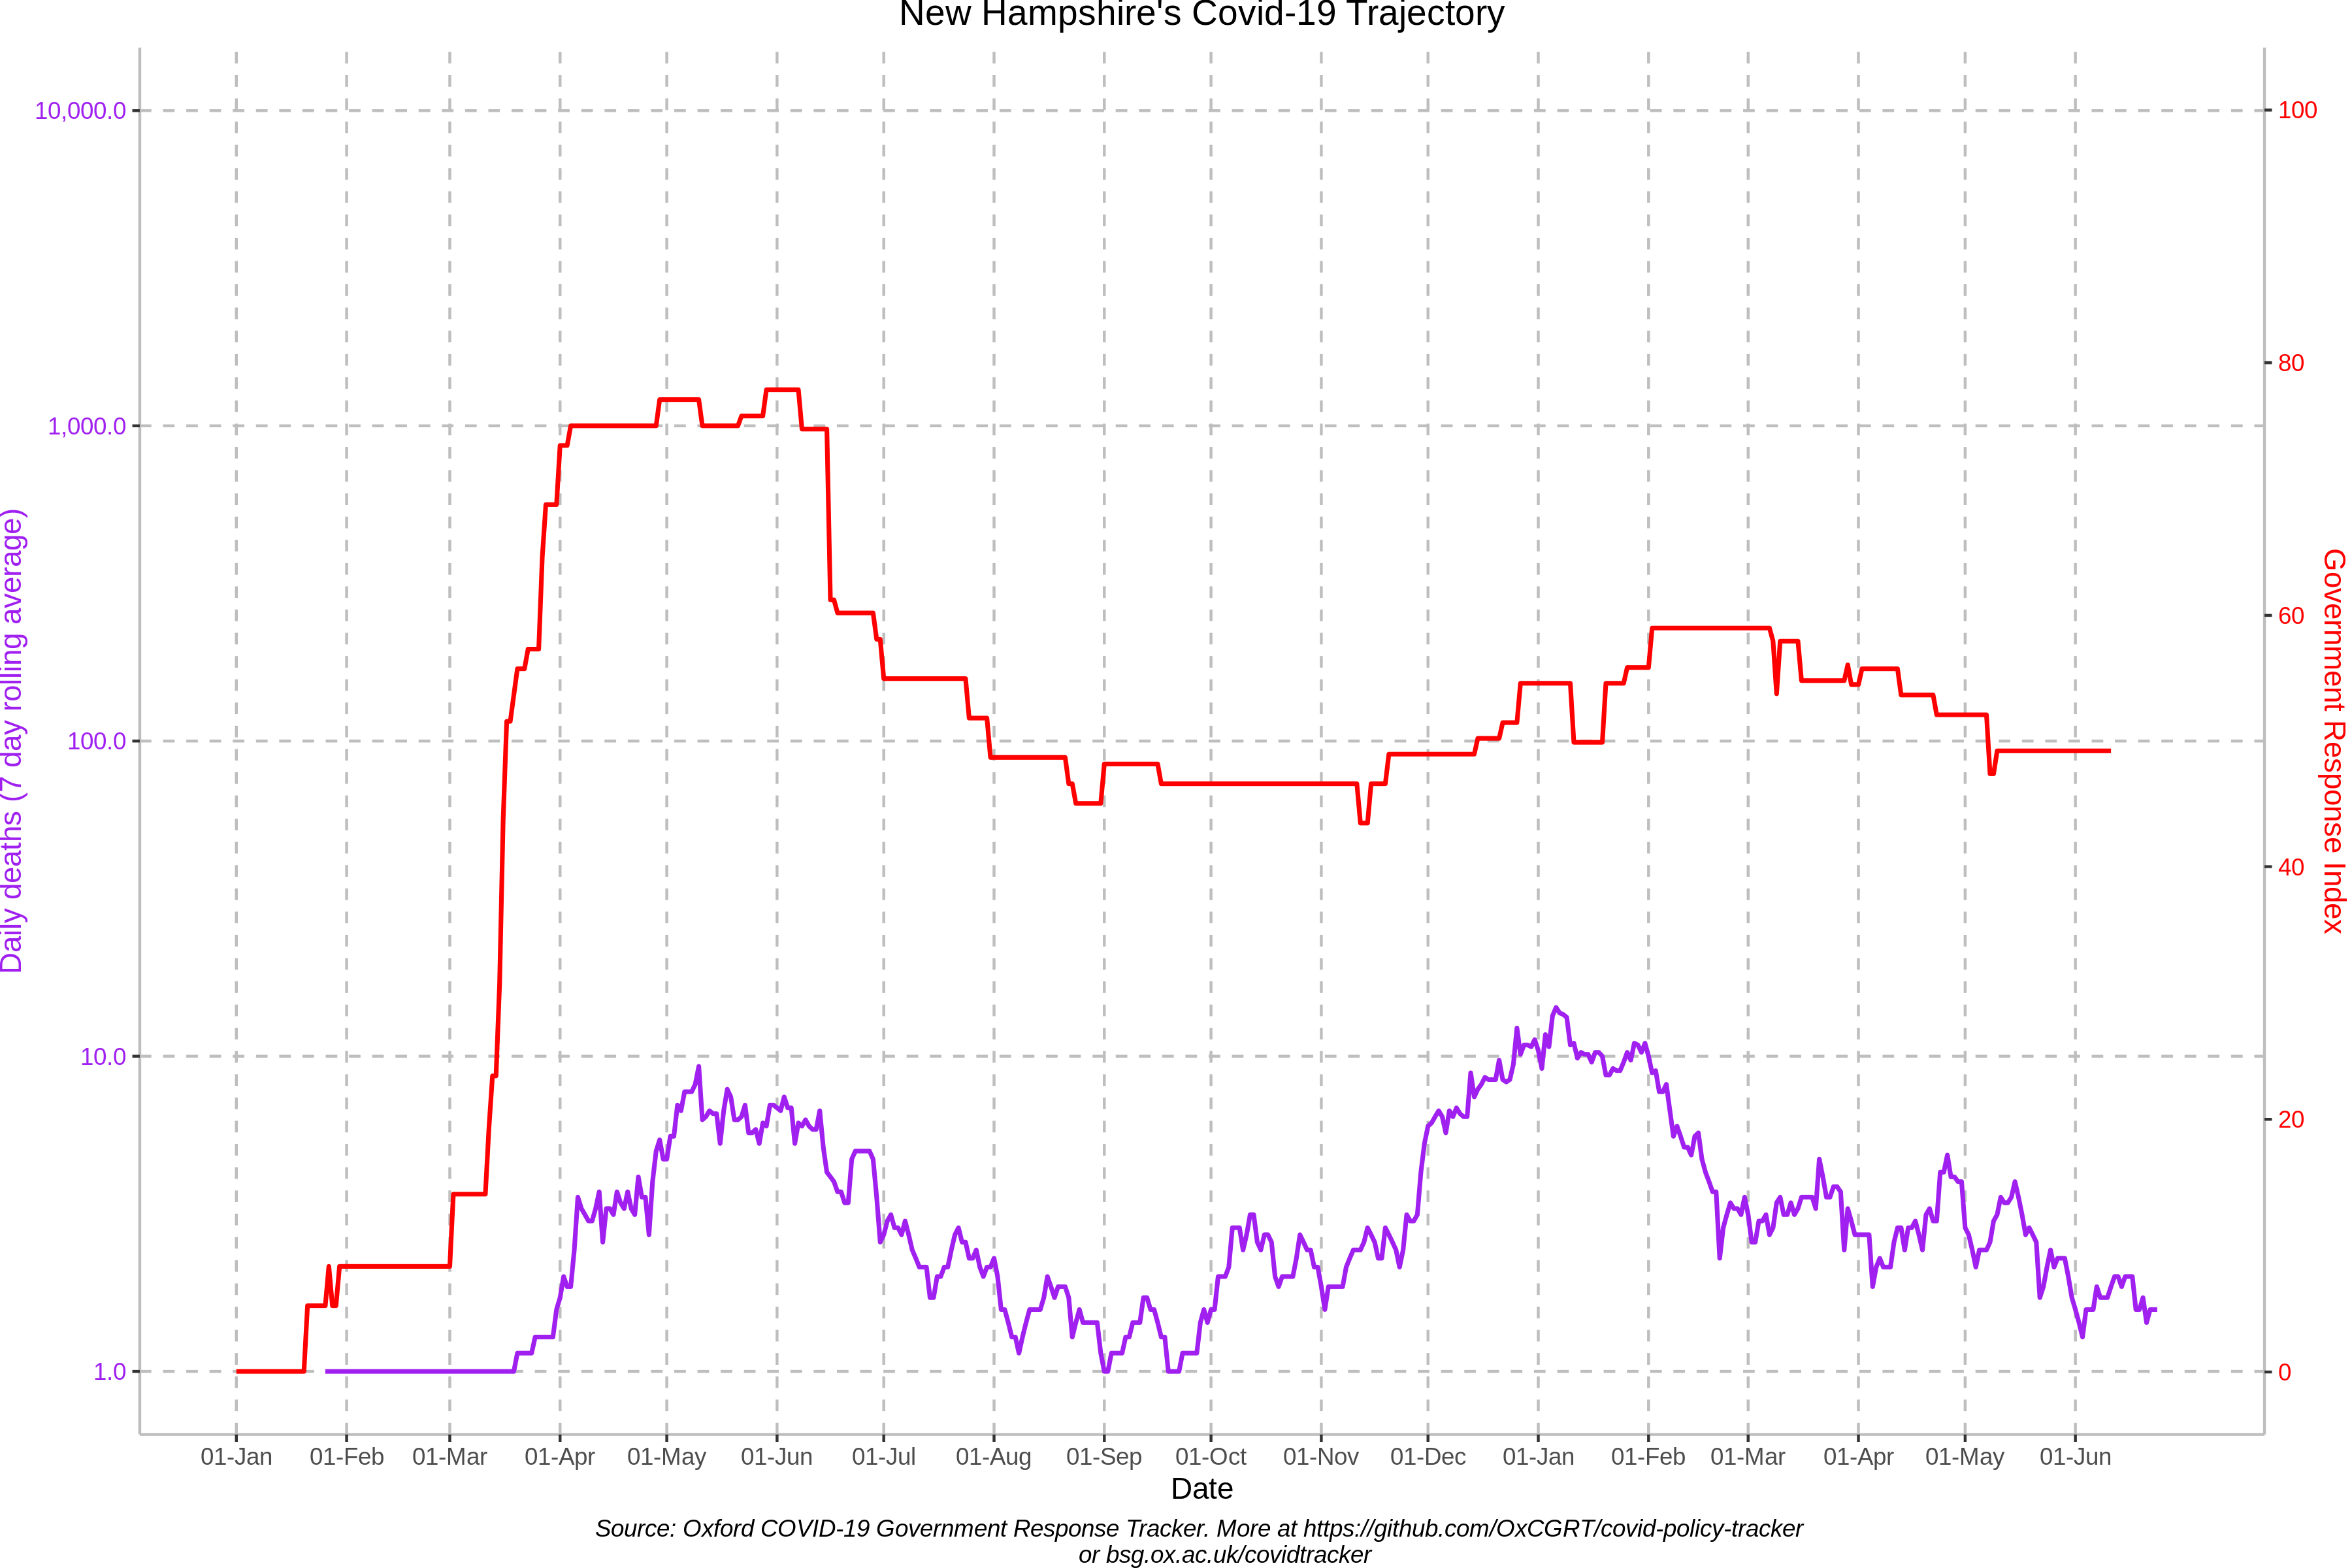 New Hampshire's Covid-19 Trajectory
10,000.0
1,000.0
100.0
10.0
1.0
Daily deaths (7 day rolling average)
100
80
60
40
20
0
Government Response Index
01-Jan 01-Feb 01-Mar 01-Apr 01-May 01-Jun 01-Jul 01-Aug 01-Sep 01-Oct 01-Nov 01-Dec 01-Jan 01-Feb 01-Mar 01-Apr 01-May 01-Jun
Date
Source: Oxford COVID-19 Government Response Tracker. More at https://github.com/OxCGRT/covid-policy-tracker
or bsg.ox.ac.uk/covidtracker